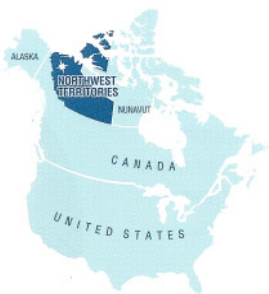 ALASKA
NORTHWEST
TERRITORIES
NUNAVUT
CANADA
UNITED STATES